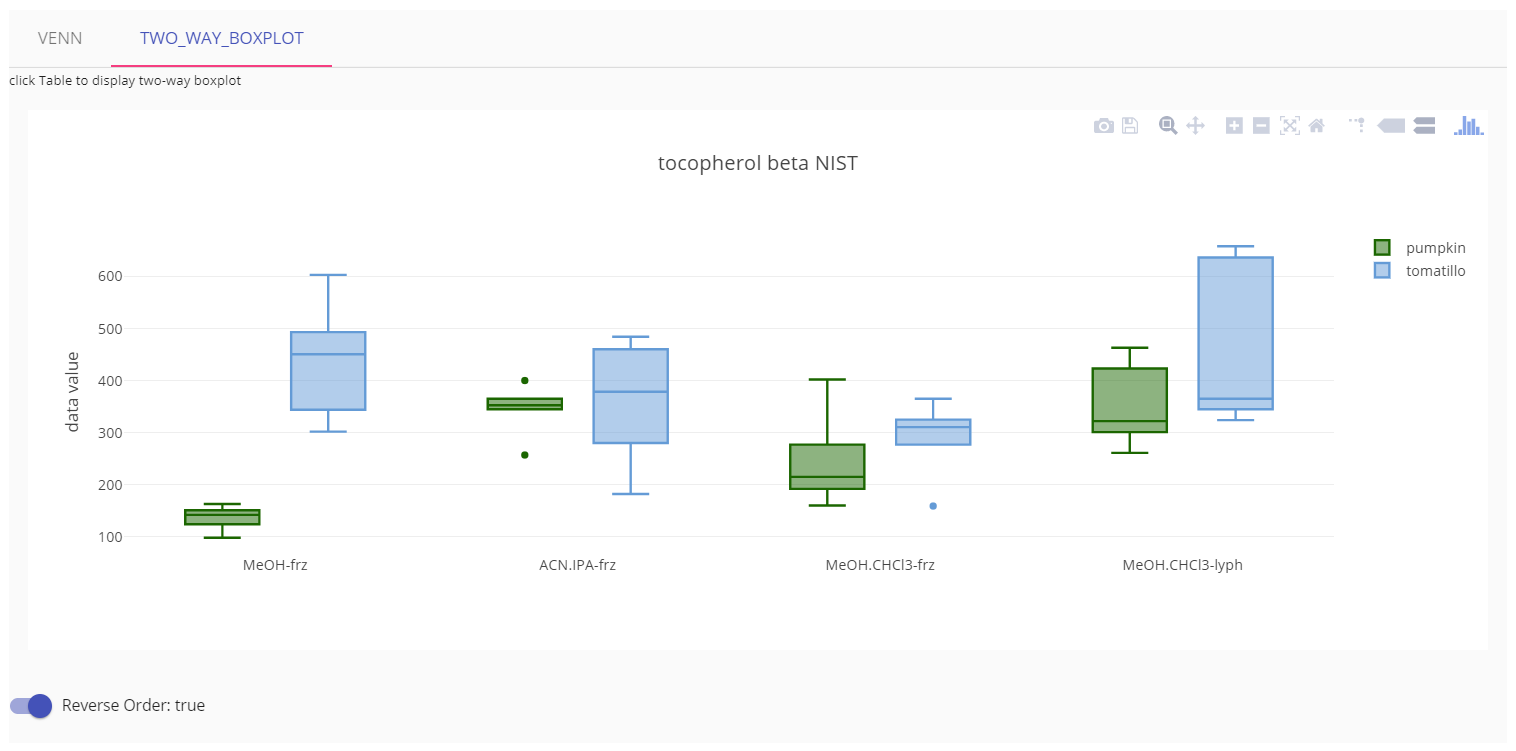 VENN TWO_WAY_BOXPLOT
click Table to display two-way boxplot
tocopherol beta NIST
pumpkin
tomatillo
data value
600
500
400
300
200
100
MeOH-frz ACN.IPA-frz MeOH.CHCl3-frz MeOH.CHCl3-lyph
Reverse Order: true